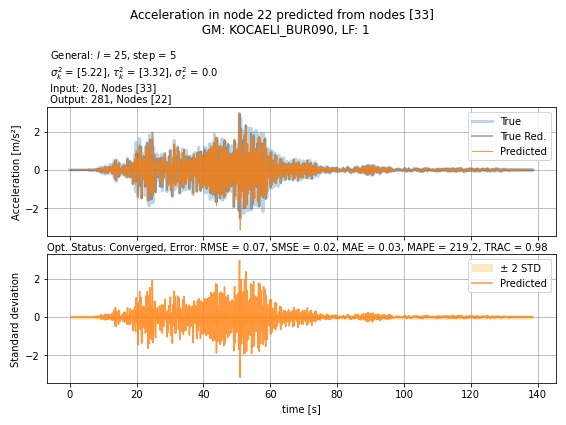 Acceleration in node 22 predicted from nodes [33]
GM: KOCAELI_BUR090, LF: 1
General: l = 25, step = 5
σ²ₖ = [5.22], τ²ₖ = [3.32], σ²ε = 0.0
Input: 20, Nodes [33]
Output: 281, Nodes [22]
True
True Red.
Predicted
Acceleration [m/s²]
2
0
−2
Opt. Status: Converged, Error: RMSE = 0.07, SMSE = 0.02, MAE = 0.03, MAPE = 219.2, TRAC = 0.98
± 2 STD
Predicted
Standard deviation
2
0
−2
0 20 40 60 80 100 120 140
time [s]